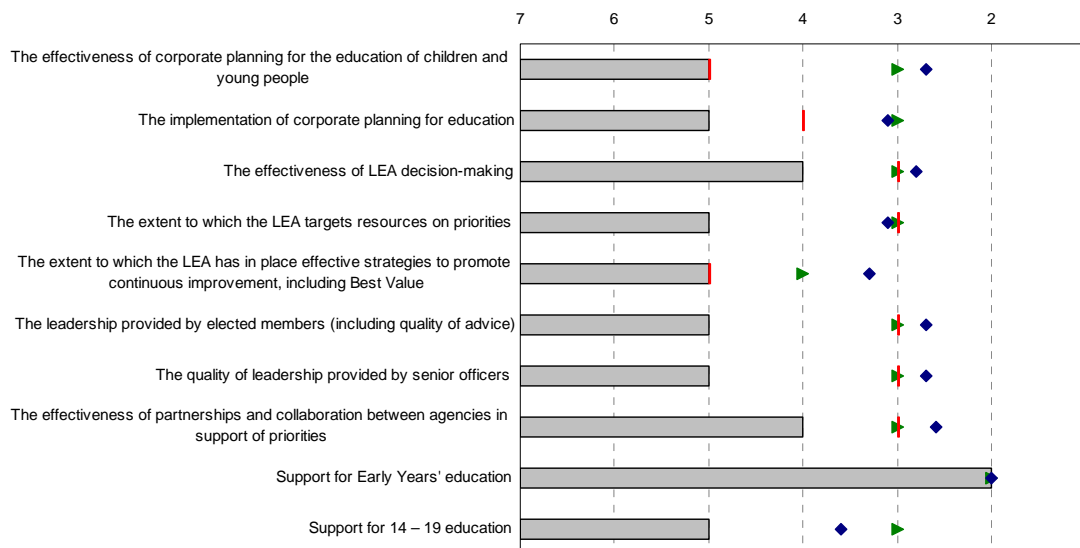 7 6 5 4 3 2
The effectiveness of corporate planning for the education of children and
young people
The implementation of corporate planning for education
The effectiveness of LEA decision-making
The extent to which the LEA targets resources on priorities
The extent to which the LEA has in place effective strategies to promote
continuous improvement, including Best Value
The leadership provided by elected members (including quality of advice)
The quality of leadership provided by senior officers
The effectiveness of partnerships and collaboration between agencies in
support of priorities
Support for Early Years' education
Support for 14 – 19 education